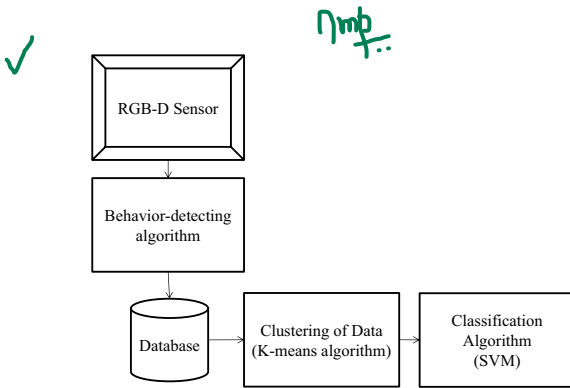 RGB-D Sensor
Behavior-detecting
algorithm
Database
Clustering of Data
(K-means algorithm)
Classification
Algorithm
(SVM)